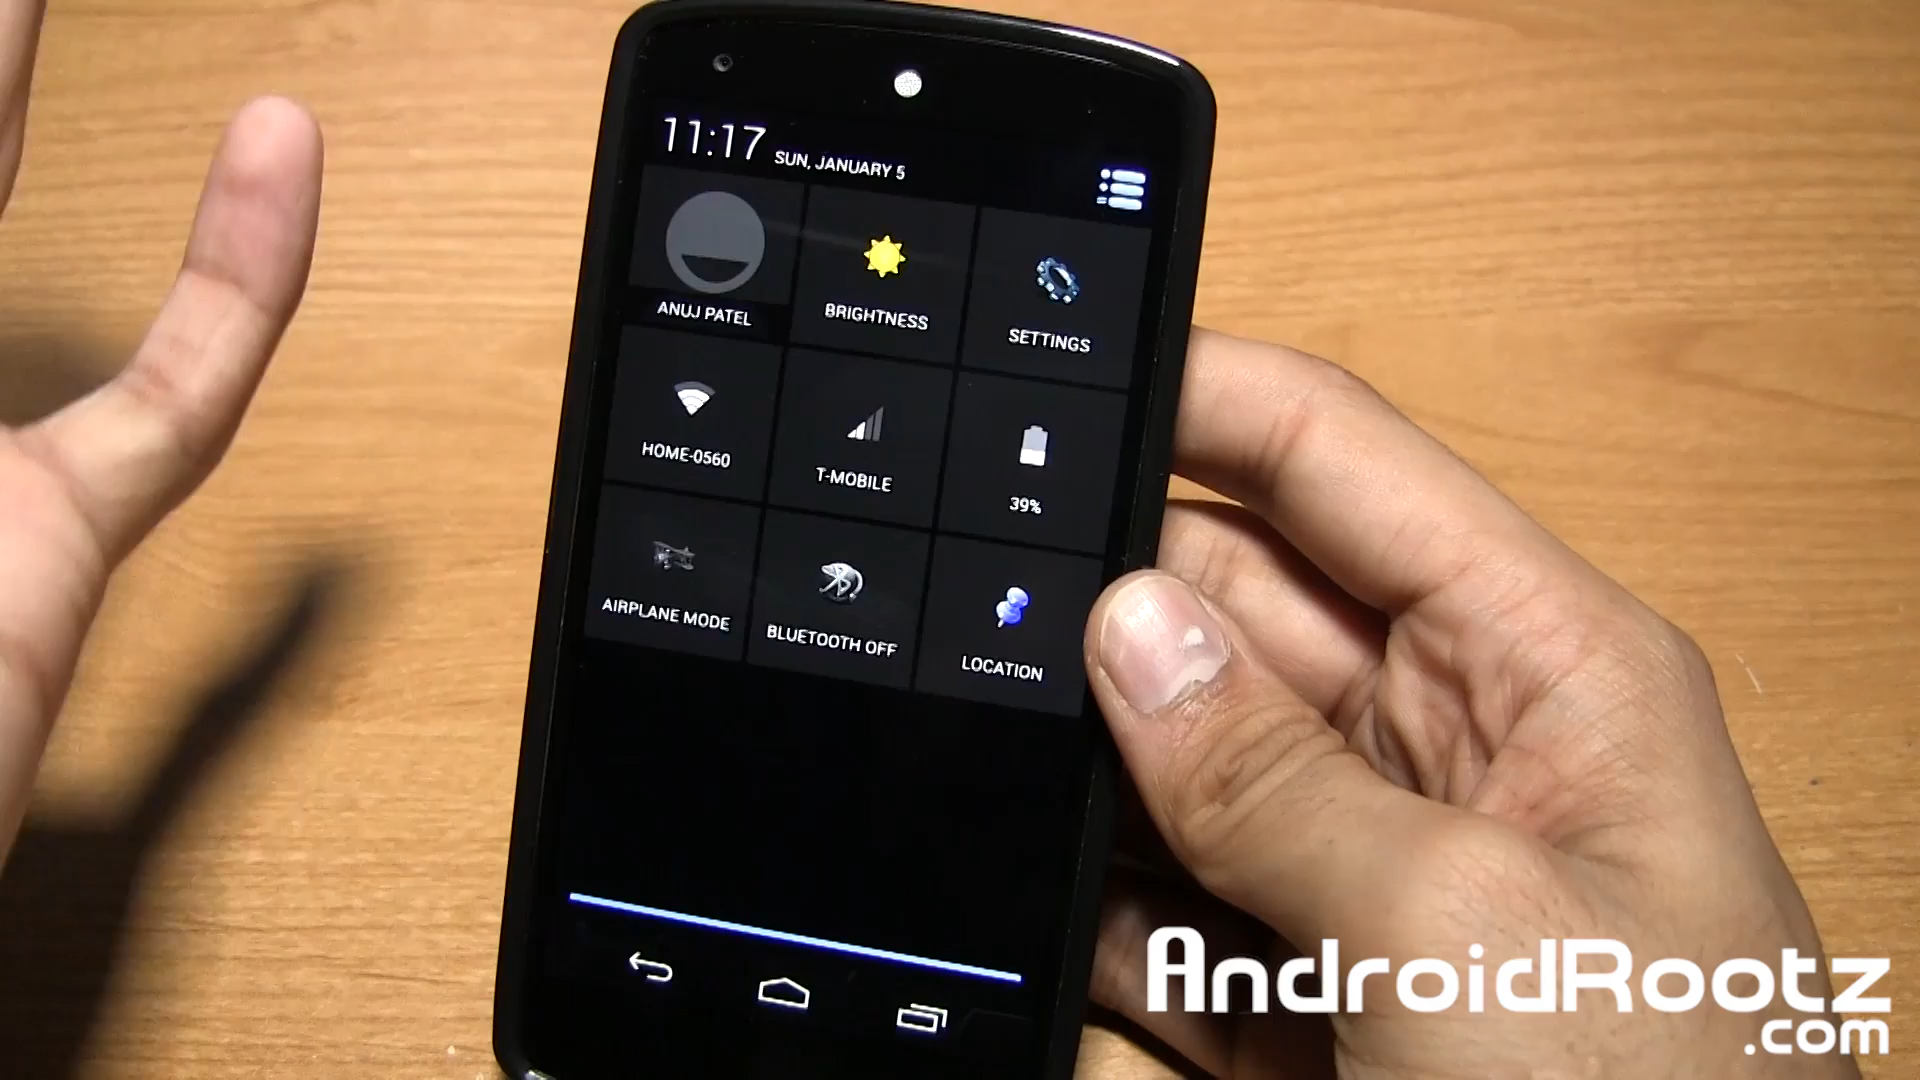 11:17 SUN, JANUARY 5
ANUJ PATEL
BRIGHTNESS
SETTINGS
HOME-0560
T-MOBILE
39%
AIRPLANE MODE
BLUETOOTH OFF
LOCATION
AndroidRootz
.com